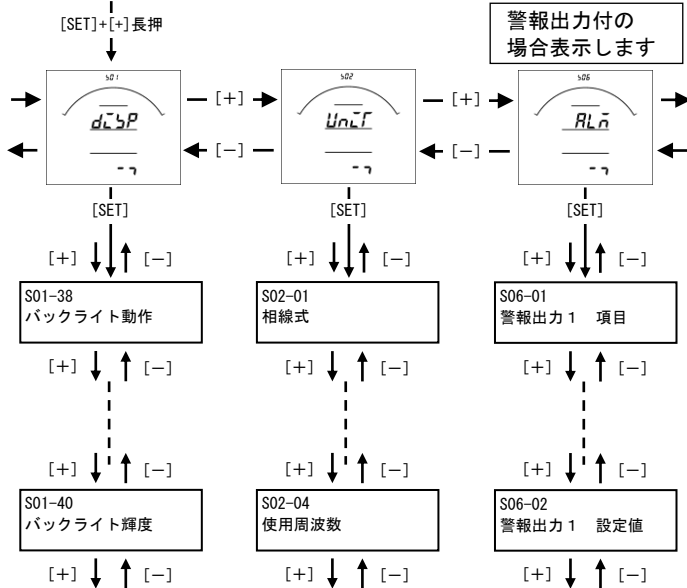 [SET]+[+]長押
警報出力付の
場合表示します
S01
dISP
[+]
[−]
S02
UnIT
[+]
[−]
S06
ALm
[SET]
[SET]
[SET]
[+] [−]
[+] [−]
[+] [−]
S01-38
バックライト動作
S02-01
相線式
S06-01
警報出力1 項目
[+] [−]
[+] [−]
[+] [−]
[+] [−]
[+] [−]
[+] [−]
S01-40
バックライト輝度
S02-04
使用周波数
S06-02
警報出力1 設定値
[+] [−]
[+] [−]
[+] [−]